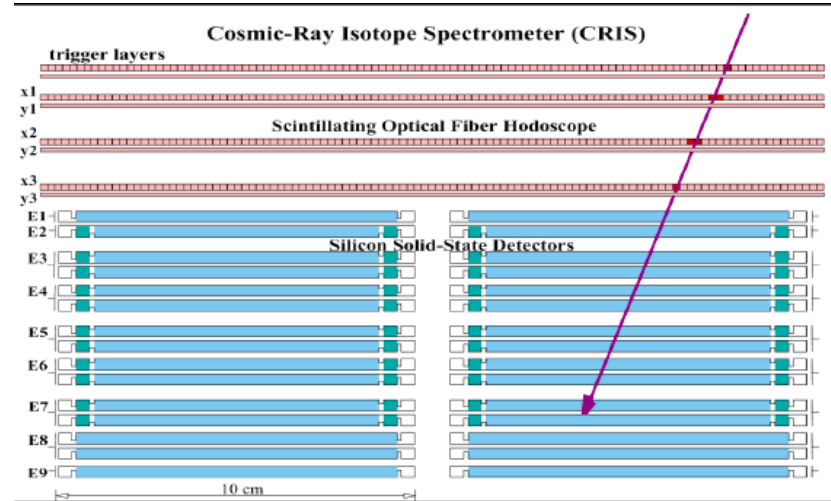 Cosmic-Ray Isotope Spectrometer (CRIS)
trigger layers
x1
y1
Scintillating Optical Fiber Hodoscope
x2
y2
x3
y3
E1
E2
Silicon Solid-State Detectors
E3
E4
E5
E6
E7
E8
E9
10 cm